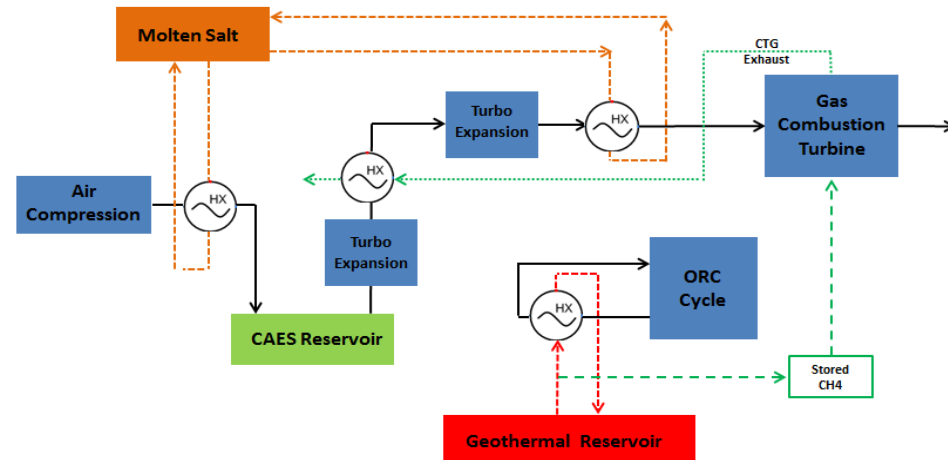 Molten Salt
CTG
Exhaust
Turbo
Expansion
HX
Gas
Combustion
Turbine
HX
Air
Compression
HX
Turbo
Expansion
ORC
Cycle
HX
CAES Reservoir
Stored
CH4
Geothermal Reservoir